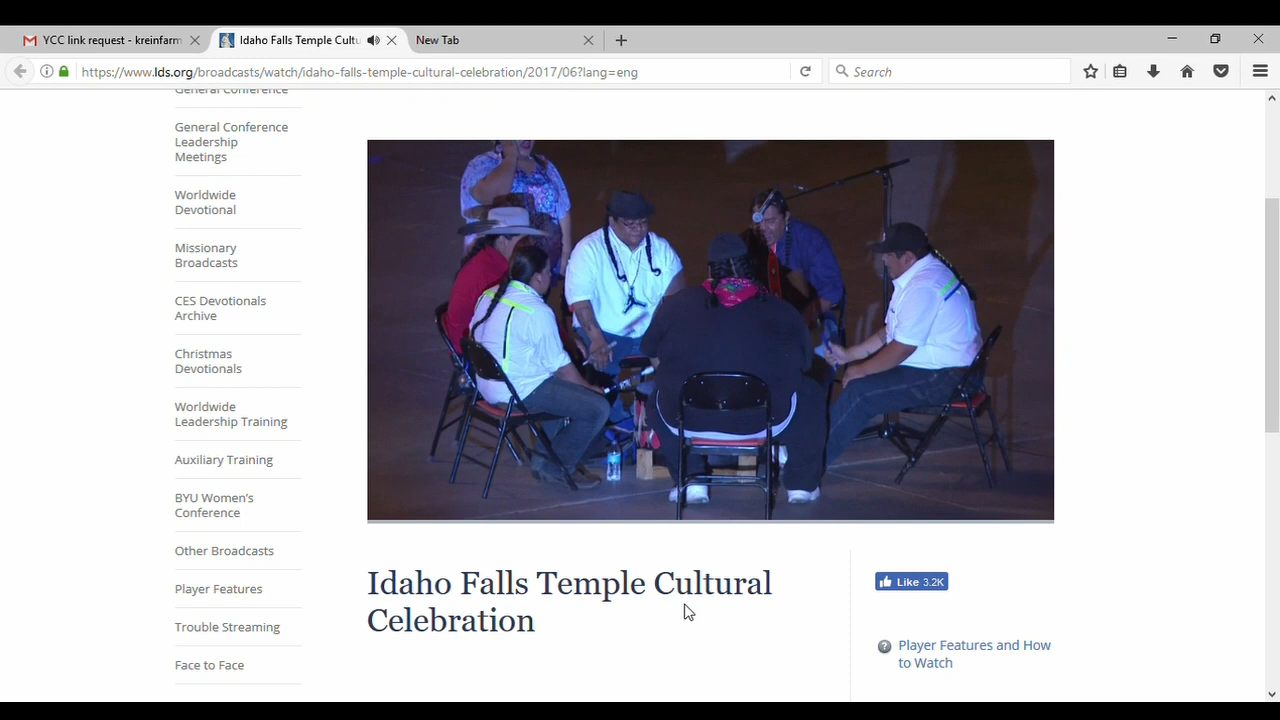 YCC link request - kreinfarm
Idaho Falls Temple Cultu
New Tab
https://www.lds.org/broadcasts/watch/idaho-falls-temple-cultural-celebration/2017/06?lang=eng
Search
General Conference
General Conference
Leadership
Meetings
Worldwide
Devotional
Missionary
Broadcasts
CES Devotionals
Archive
Christmas
Devotionals
Worldwide
Leadership Training
Auxiliary Training
BYU Women's
Conference
Other Broadcasts
Player Features
Trouble Streaming
Face to Face
Idaho Falls Temple Cultural
Celebration
Like 3.2K
Player Features and How
to Watch